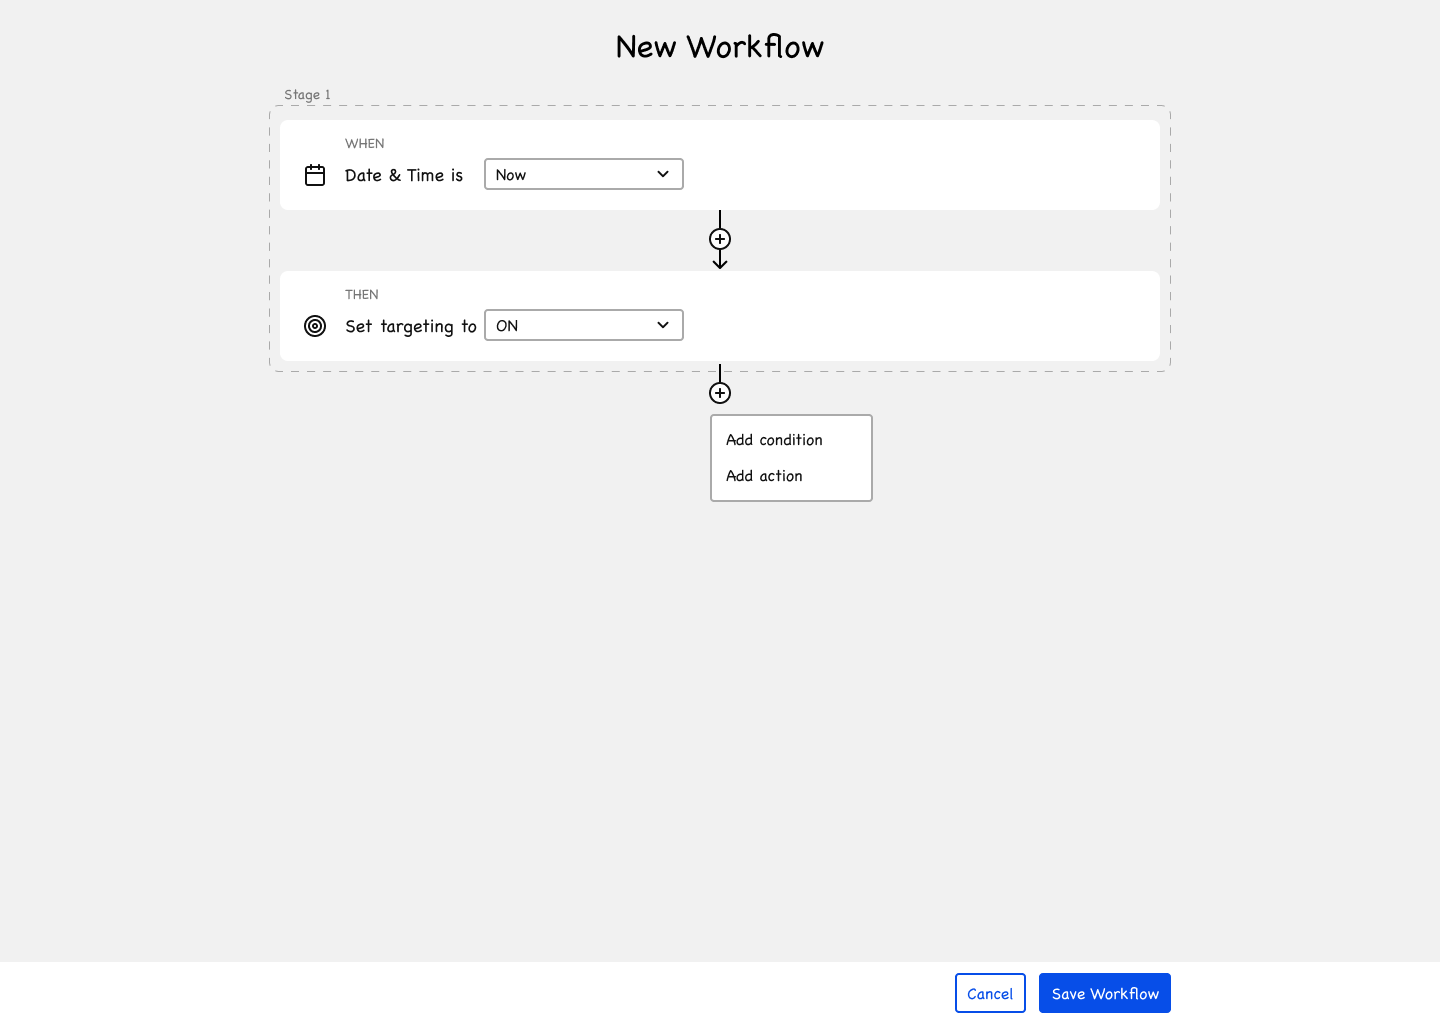 New Workflow
Stage 1
WHEN
Date & Time is Now
THEN
Set targeting to ON
Add condition
Add action
Cancel Save Workflow